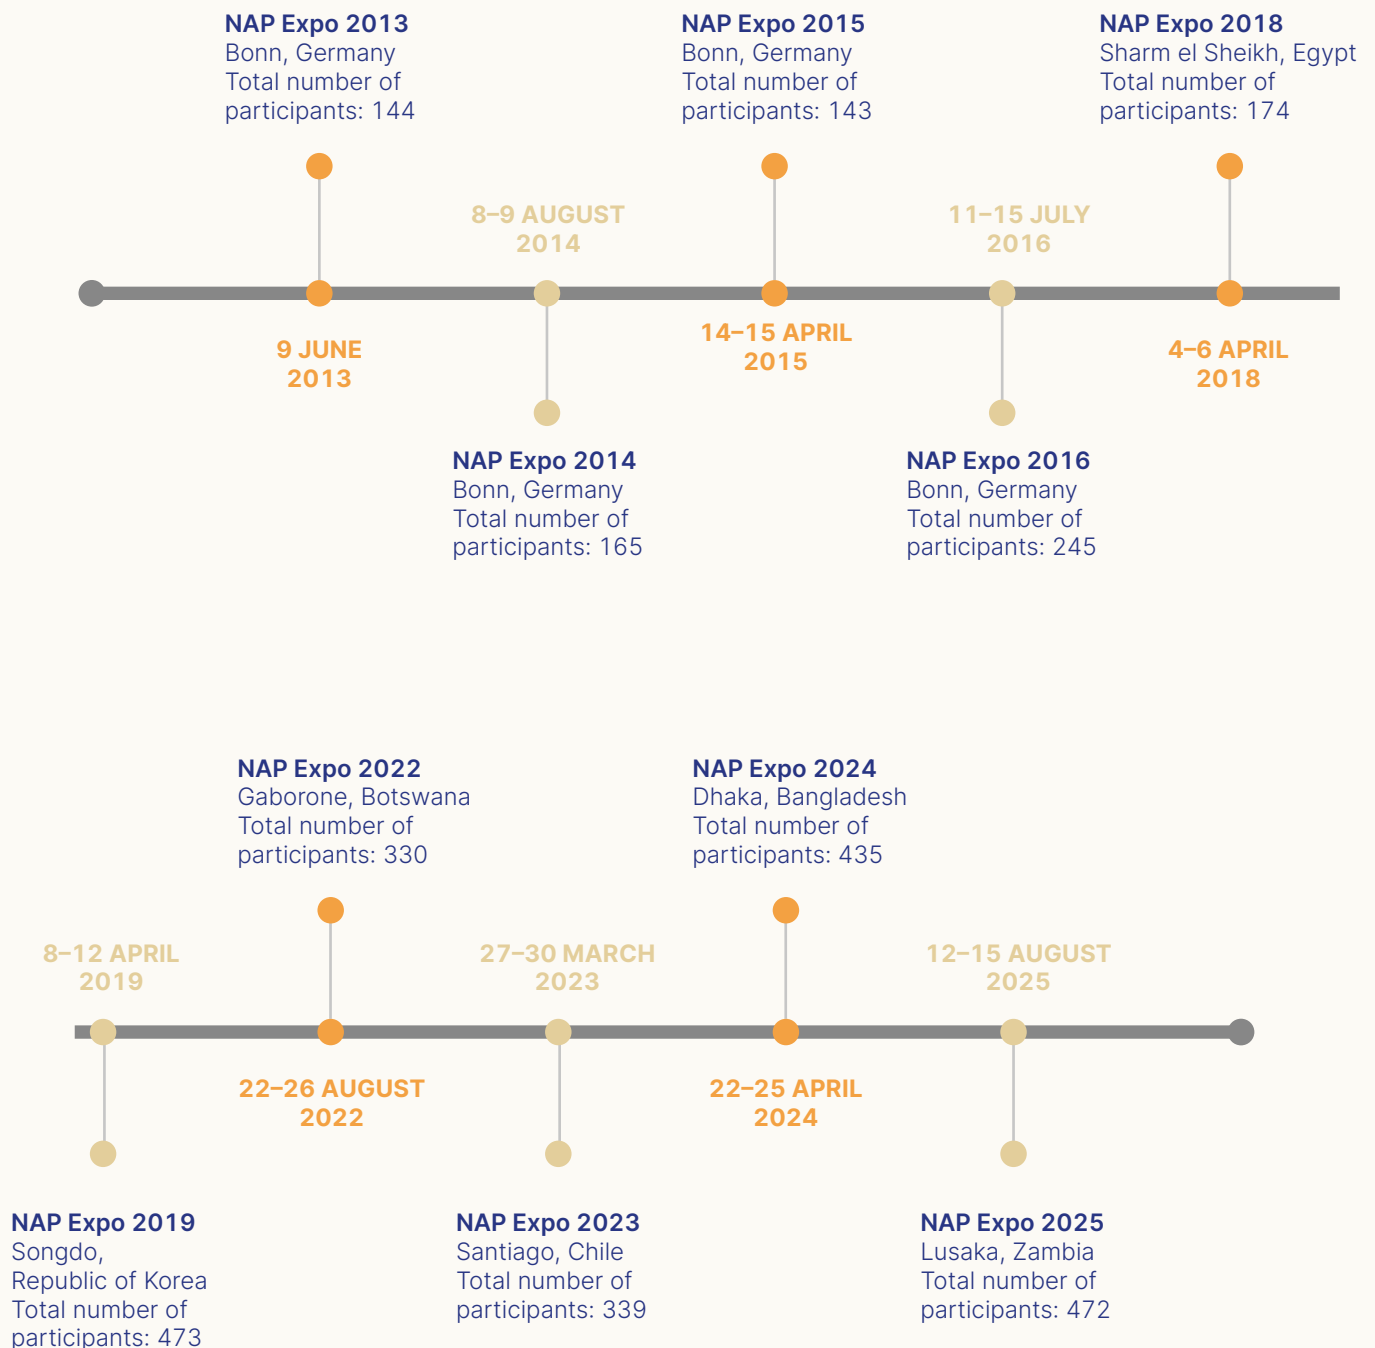 NAP Expo 2013
Bonn, Germany
Total number of
participants: 144
NAP Expo 2015
Bonn, Germany
Total number of
participants: 143
NAP Expo 2018
Sharm el Sheikh, Egypt
Total number of
participants: 174
8–9 AUGUST
2014
11–15 JULY
2016
9 JUNE
2013
14–15 APRIL
2015
4–6 APRIL
2018
NAP Expo 2014
Bonn, Germany
Total number of
participants: 165
NAP Expo 2016
Bonn, Germany
Total number of
participants: 245
NAP Expo 2022
Gaborone, Botswana
Total number of
participants: 330
NAP Expo 2024
Dhaka, Bangladesh
Total number of
participants: 435
8–12 APRIL
2019
27–30 MARCH
2023
12–15 AUGUST
2025
22–26 AUGUST
2022
22–25 APRIL
2024
NAP Expo 2019
Songdo,
Republic of Korea
Total number of
participants: 473
NAP Expo 2023
Santiago, Chile
Total number of
participants: 339
NAP Expo 2025
Lusaka, Zambia
Total number of
participants: 472